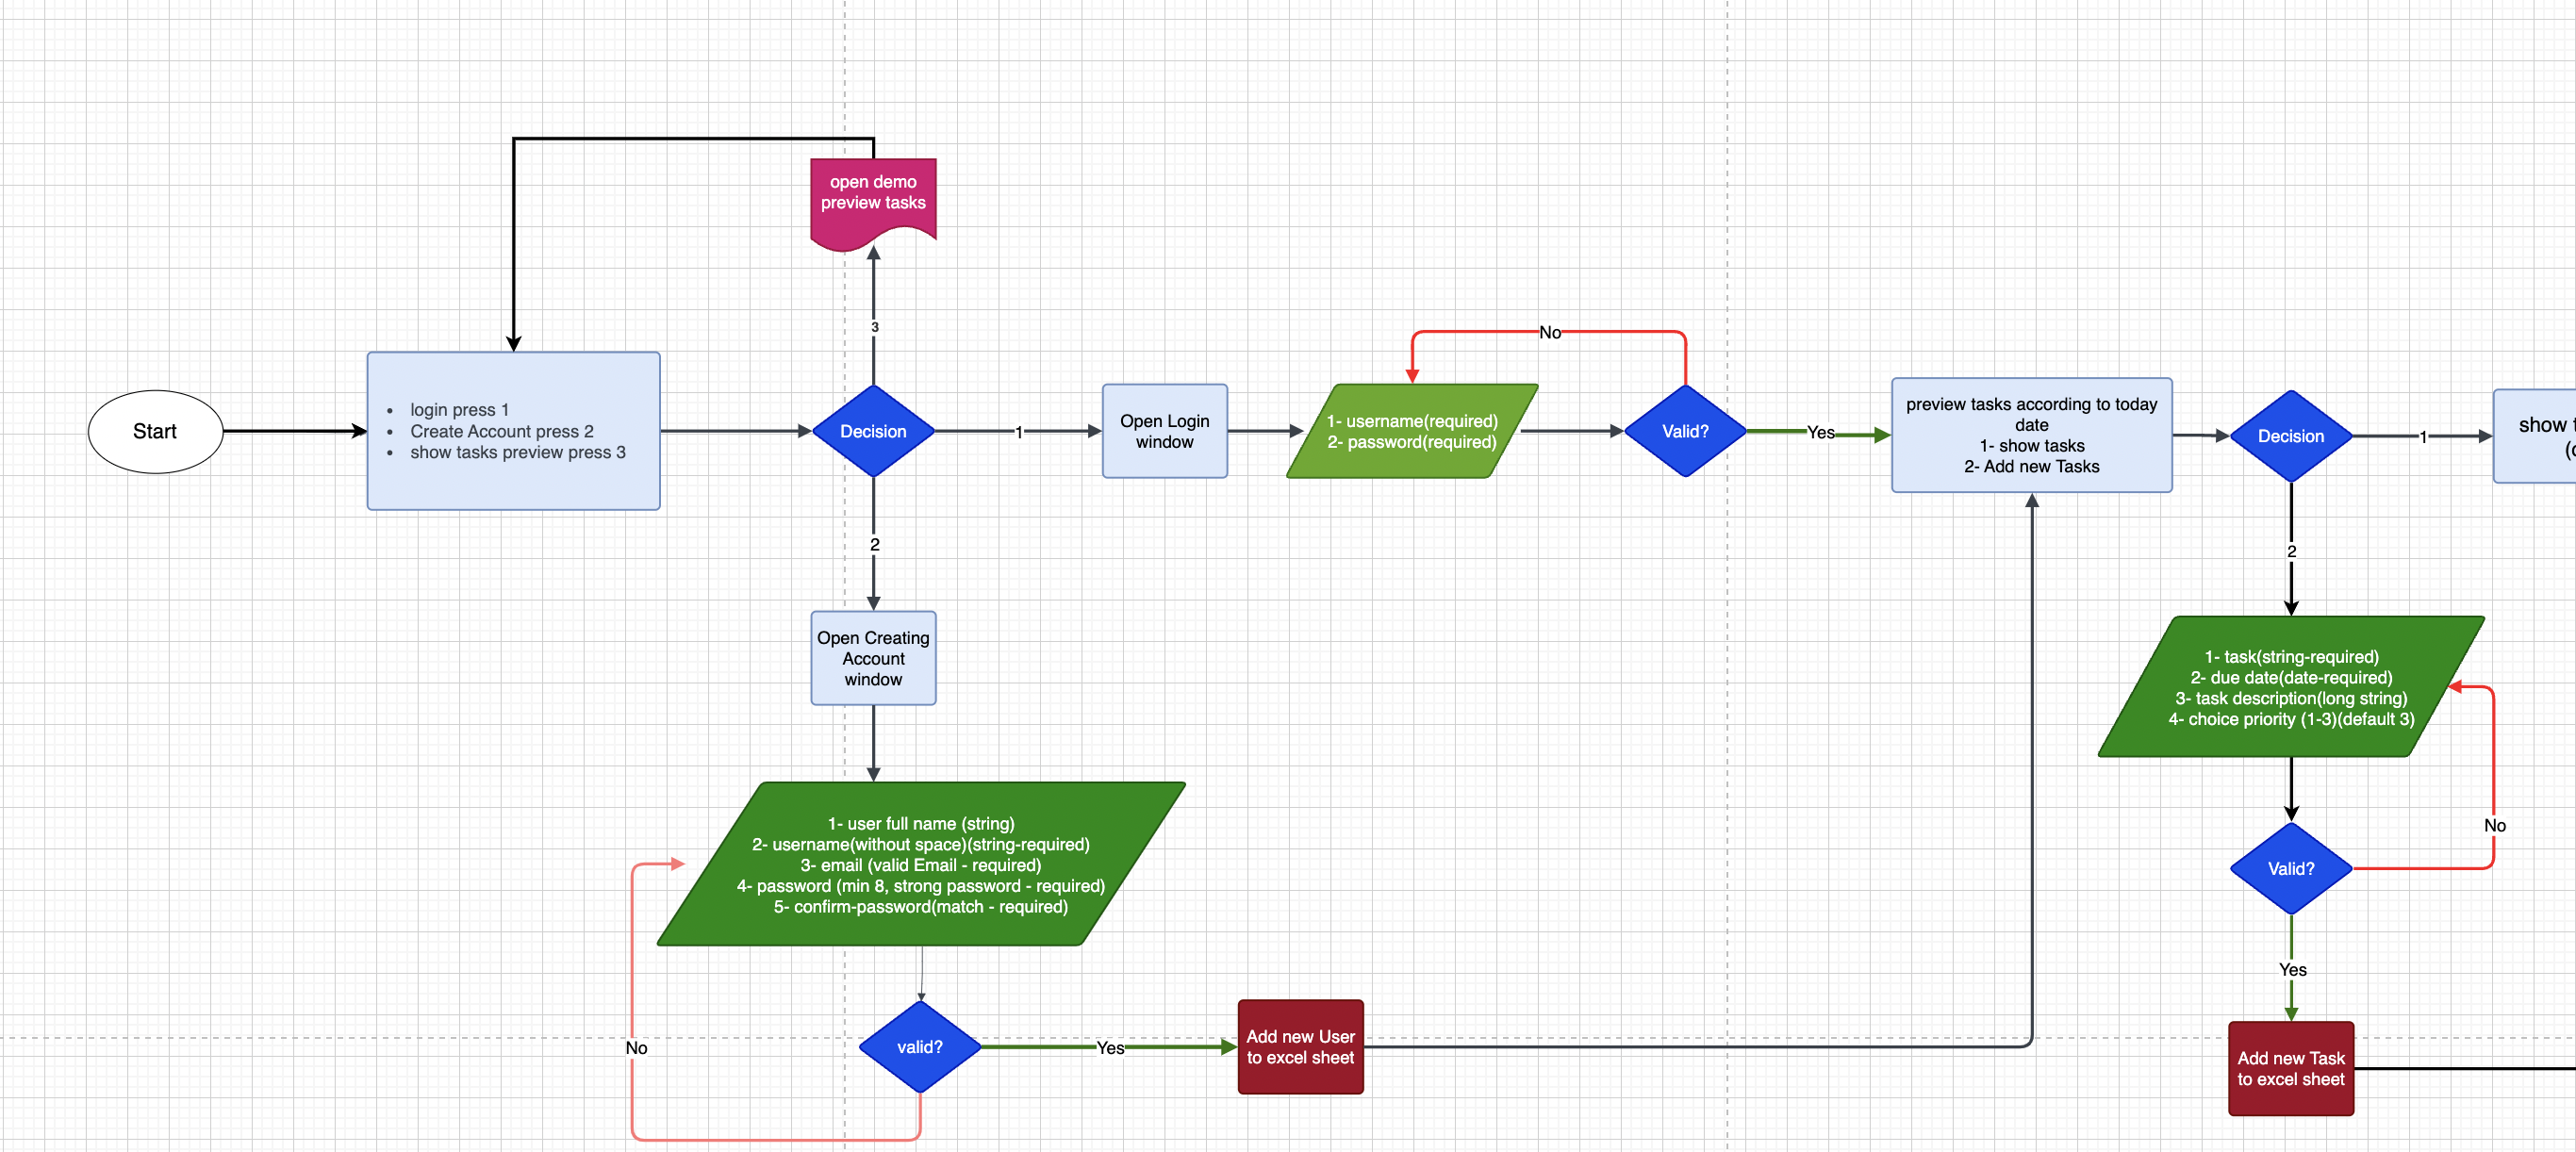 open demo
preview tasks
3
No
Start
login press 1
Create Account press 2
show tasks preview press 3
Decision
1
Open Login
window
1- username(required)
2- password(required)
Valid?
Yes
preview tasks according to today
date
1- show tasks
2- Add new Tasks
Decision
1
show
2
Open Creating
Account
window
2
1- task(string-required)
2- due date(date-required)
3- task description(long string)
4- choice priority (1-3)(default 3)
No
Valid?
Yes
Add new Task
to excel sheet
1- user full name (string)
2- username(without space)(string-required)
3- email (valid Email - required)
4- password (min 8, strong password - required)
5- confirm-password(match - required)
No
valid?
Yes
Add new User
to excel sheet